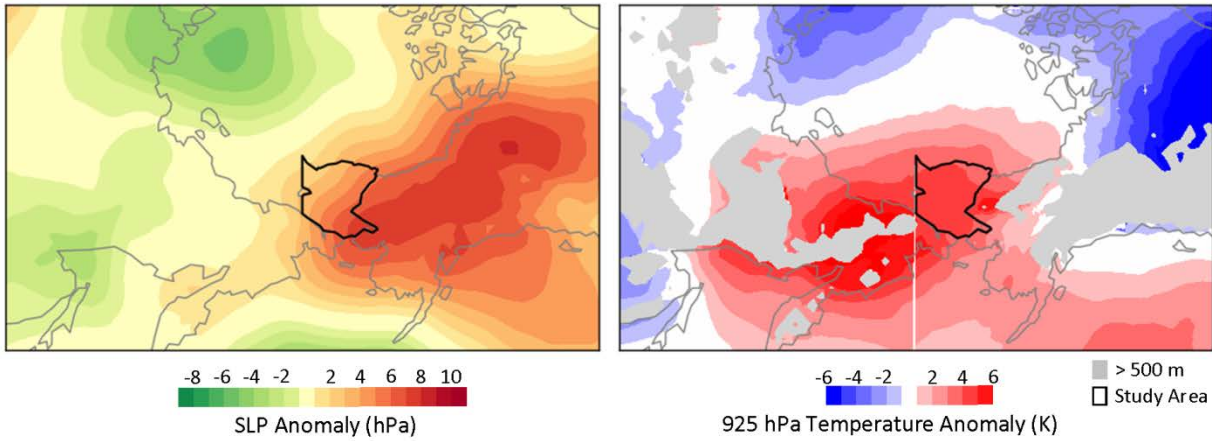 -8 -6 -4 -2 2 4 6 8 10
SLP Anomaly (hPa)
-6 -4 -2 2 4 6
925 hPa Temperature Anomaly (K)
> 500 m
Study Area